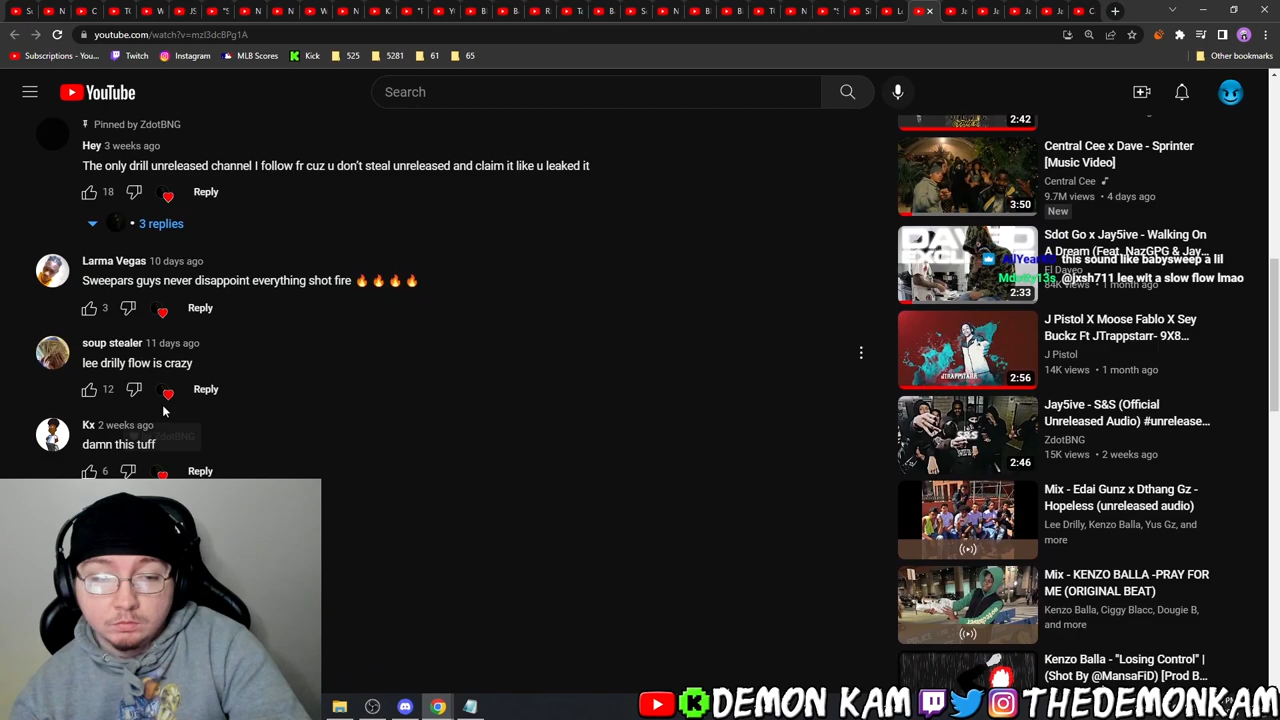 youtube.com/watch?v=mzI3dcBPg1A
Subscriptions - You...
Twitch
Instagram
MLB Scores
Kick
525
5281
61
65
Other bookmarks
YouTube
Search
Pinned by ZdotBNG
Hey 3 weeks ago
The only drill unreleased channel I follow fr cuz u don't steal unreleased and claim it like u leaked it
18
Reply
3 replies
Larma Vegas 10 days ago
Sweepars guys never disappoint everything shot fire 🔥🔥🔥🔥
3
Reply
soup stealer 11 days ago
lee drilly flow is crazy
12
Reply
Kx 2 weeks ago
damn this tuff
6
Reply
2:42
Central Cee x Dave - Sprinter
[Music Video]
Central Cee
9.7M views • 4 days ago
New
3:50
Sdot Go x Jay5ive - Walking On
A Dream (Feat. NazGPG & Jay...
El Daveo
84K views • 1 month ago
2:33
this sound like babysweep a lil
@jxsh711 lee wit a slow flow lmao
J Pistol X Moose Fablo X Sey
Buckz Ft JTrappstarr- 9X8...
J Pistol
14K views • 1 month ago
2:56
Jay5ive - S&S (Official
Unreleased Audio) #unrelease...
ZdotBNG
15K views • 2 weeks ago
S&S
2:46
Mix - Edai Gunz x Dthang Gz -
Hopeless (unreleased audio)
Lee Drilly, Kenzo Balla, Yus Gz, and
more
Mix - KENZO BALLA -PRAY FOR
ME (ORIGINAL BEAT)
Kenzo Balla, Ciggy Blacc, Dougie B,
and more
Kenzo Balla - "Losing Control" |
(Shot By @MansaFiD) [Prod B...
DEMON KAM
THEDEMONKAM